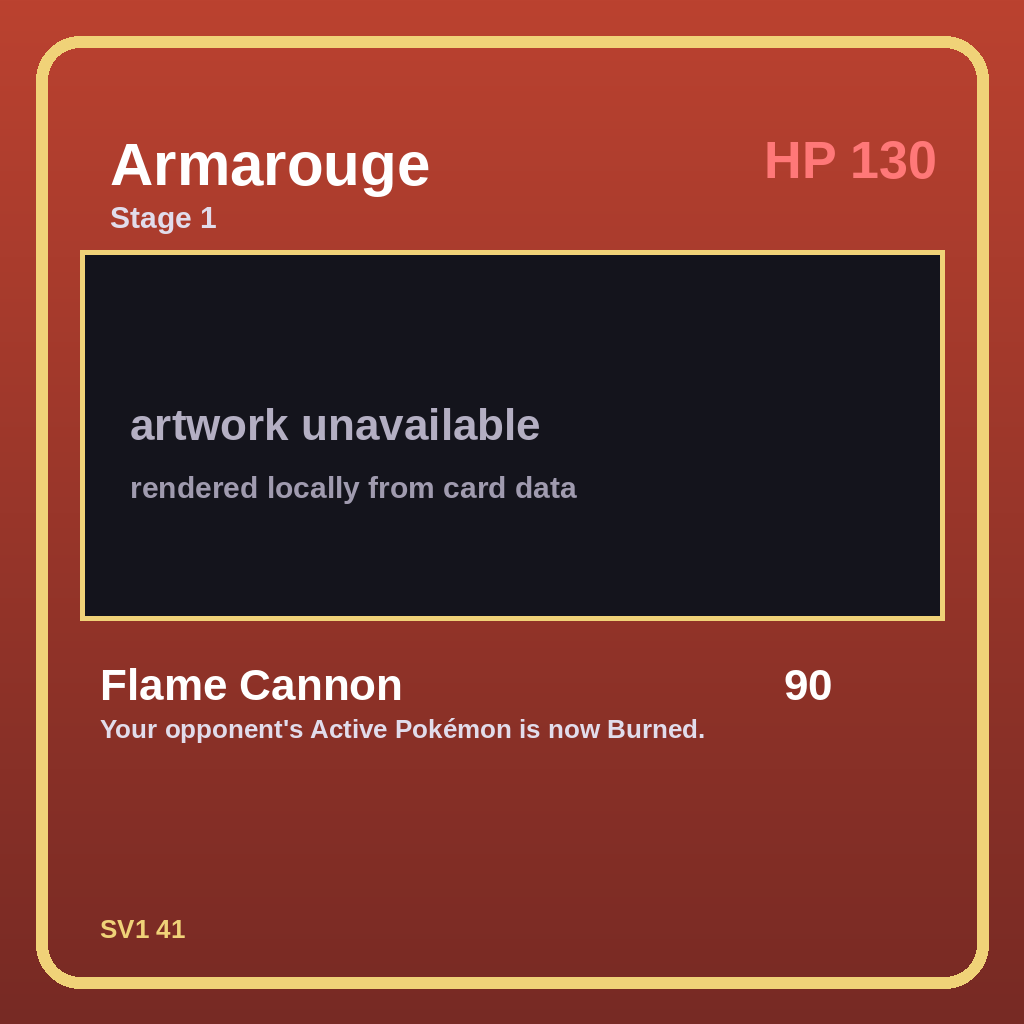 Armarouge
HP 130
Stage 1
artwork unavailable
rendered locally from card data
Flame Cannon
90
Your opponent's Active Pokémon is now Burned.
SV1 41